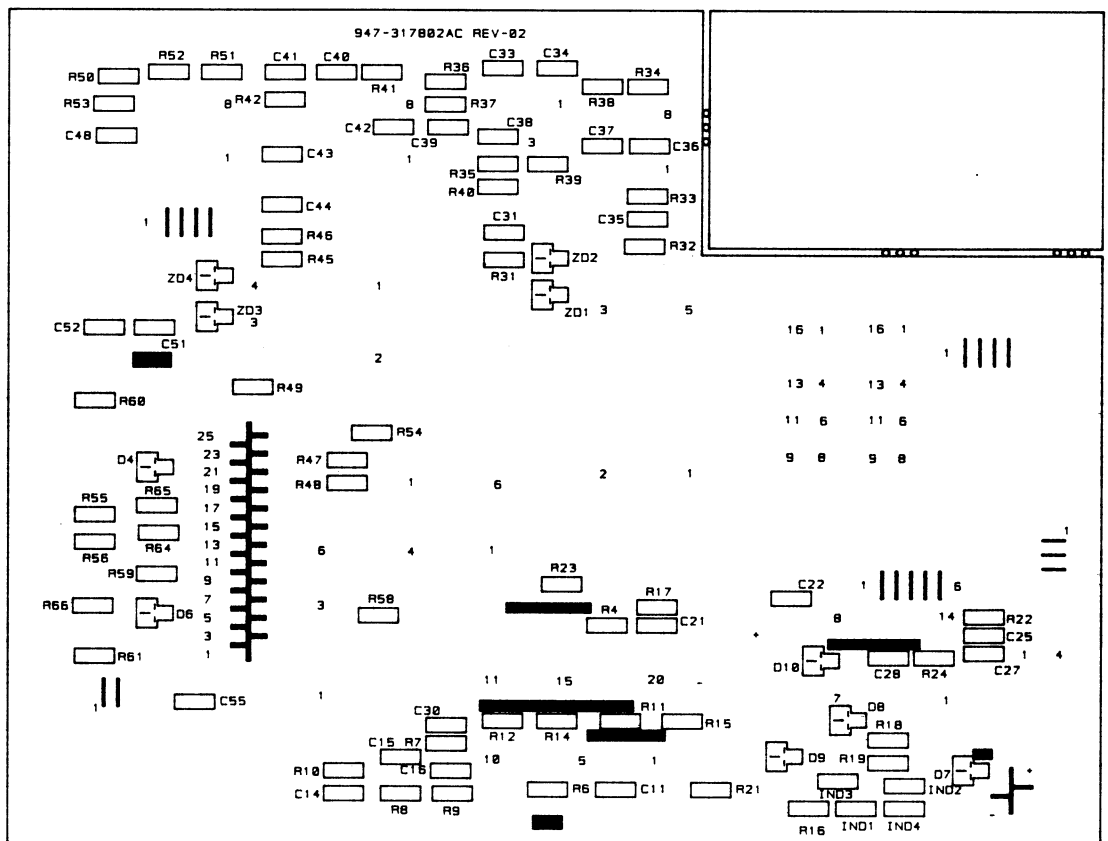 947-317802AC REV-02
R52 R51 C41 C40 R36 C33 C34
R50 R41 R34
R53 8 R42 8 R37 1 R38 8
C48 C42 C39 C38 3 C37 C36
1 C43 1 R35 R39 1
R40
C44 R33
1 C31 C35
R46 R32
R45 R31 ZD2
ZD4 4 1
ZD3 3 ZD1 3 5
C52 C51 16 1 16 1
2 1
R49 13 4 13 4
R60
11 6 11 6
25 R54
D4 23 R47 9 8 9 8
21 2 1
R65 19 R48 1 6
R55 17
15 1
R56 R64 13 6 4 1
11
R59 9 R23 C22 1 6
R66 7 3 R58 R4 R17
D6 5 C21 8 14 R22
3 + C25
R61 1 D10 C28 R24 C27 1 4
11 15 20 -
1 C55 1 7 D8 1
C30 R12 R14 R11 R15 R18
C15 R7 10 5 1 D9 R19
R10 C16 D7 +
C14 R8 R9 R6 C11 R21 IND3 IND2
R16 IND1 IND4 -